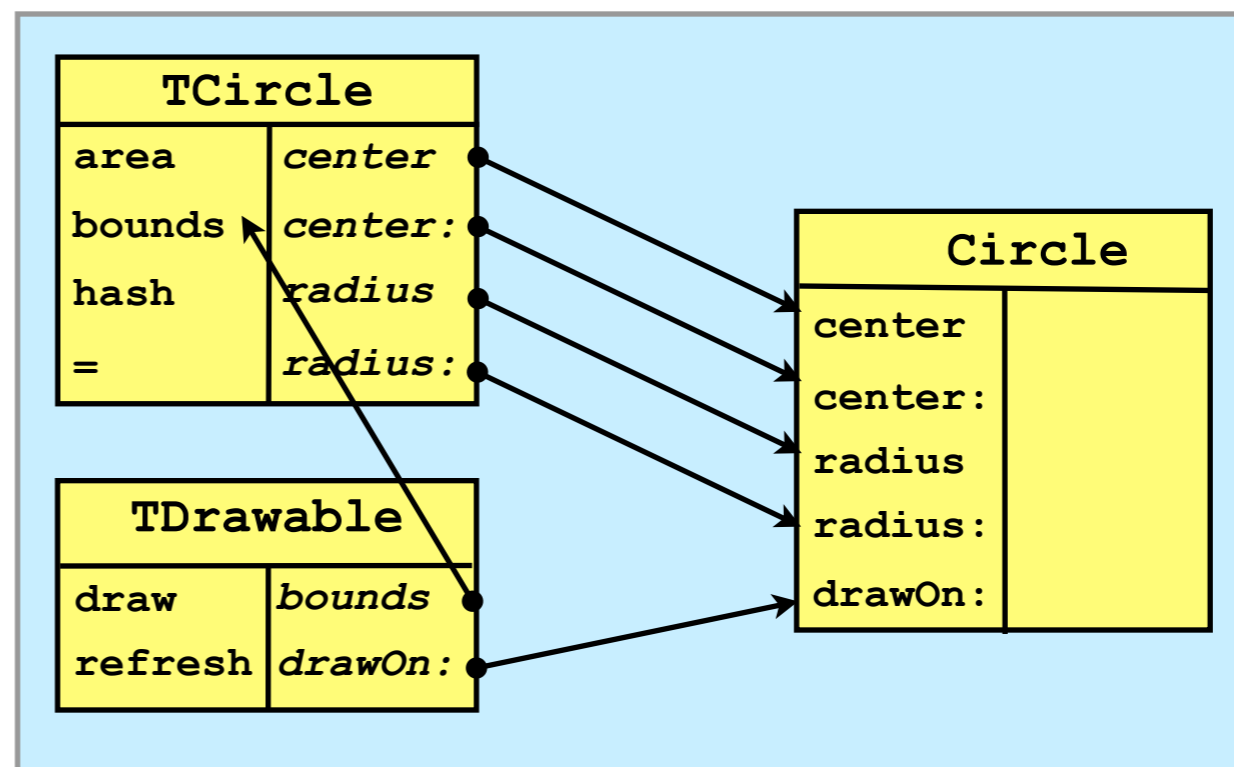 TCircle
area center
bounds center:
hash radius
= radius:
TDrawable
draw bounds
refresh drawOn:
Circle
center
center:
radius
radius:
drawOn: